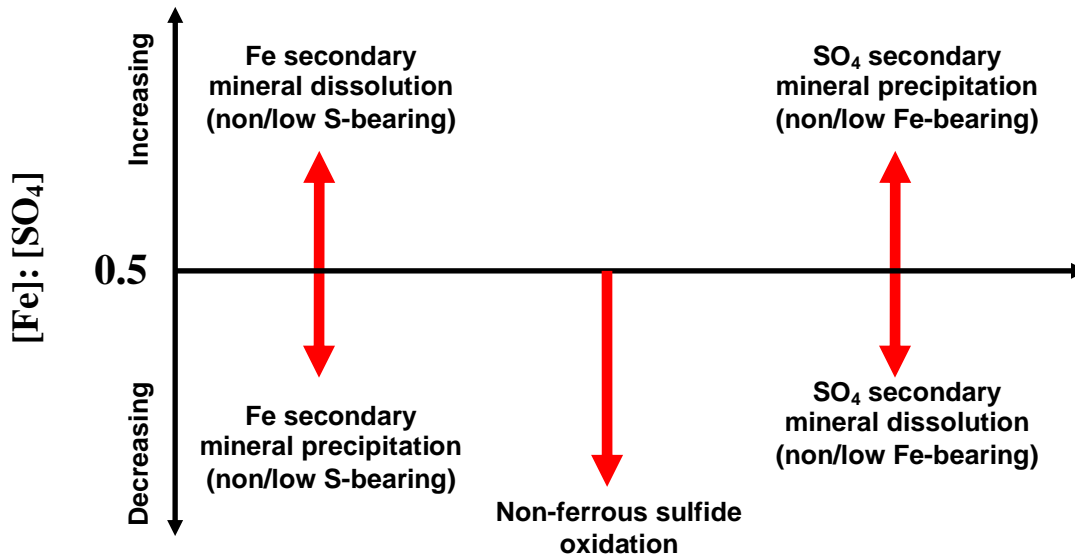 [Fe]: [SO₄]
Increasing
Decreasing
0.5
Fe secondary
mineral dissolution
(non/low S-bearing)
SO₄ secondary
mineral precipitation
(non/low Fe-bearing)
Fe secondary
mineral precipitation
(non/low S-bearing)
SO₄ secondary
mineral dissolution
(non/low Fe-bearing)
Non-ferrous sulfide
oxidation